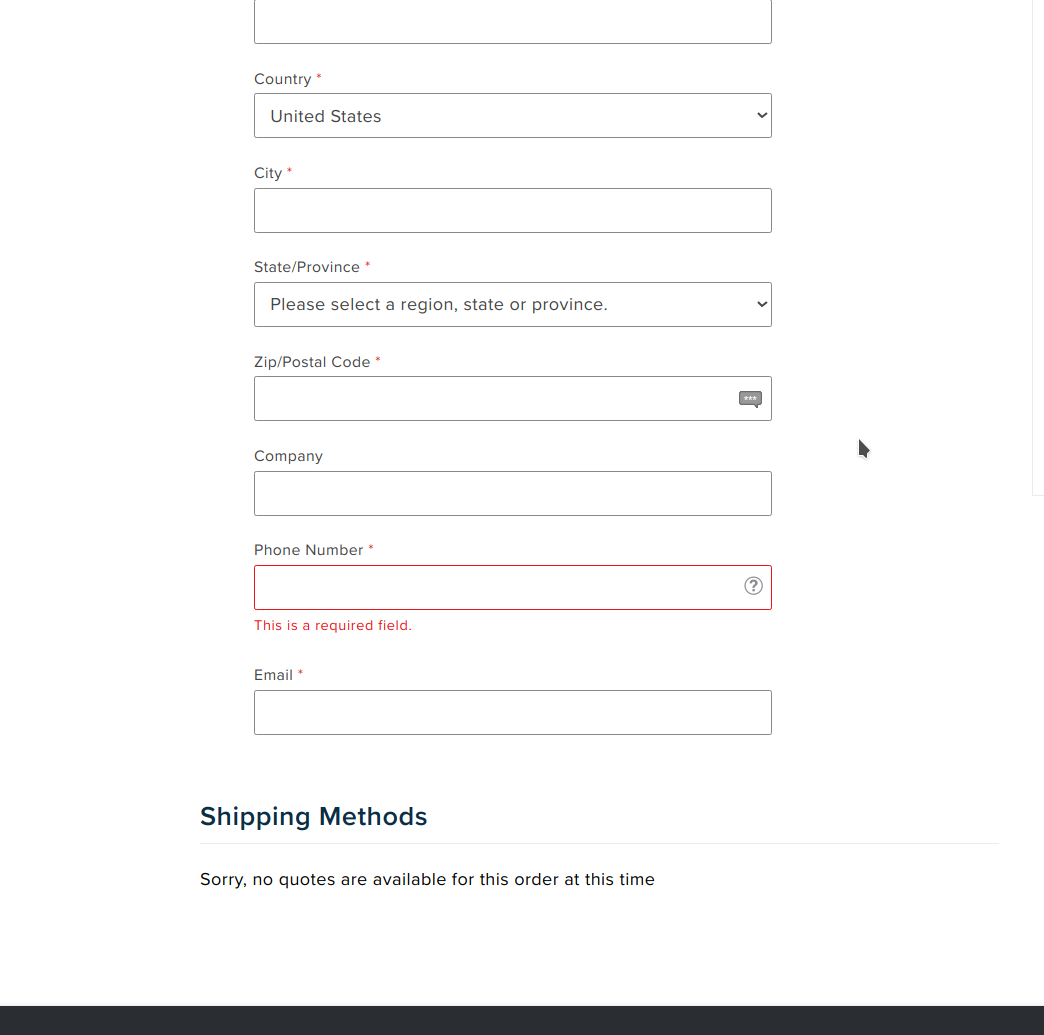 Country *
United States
City *
State/Province *
Please select a region, state or province.
Zip/Postal Code *
***
Company
Phone Number *
?
This is a required field.
Email *
Shipping Methods
Sorry, no quotes are available for this order at this time